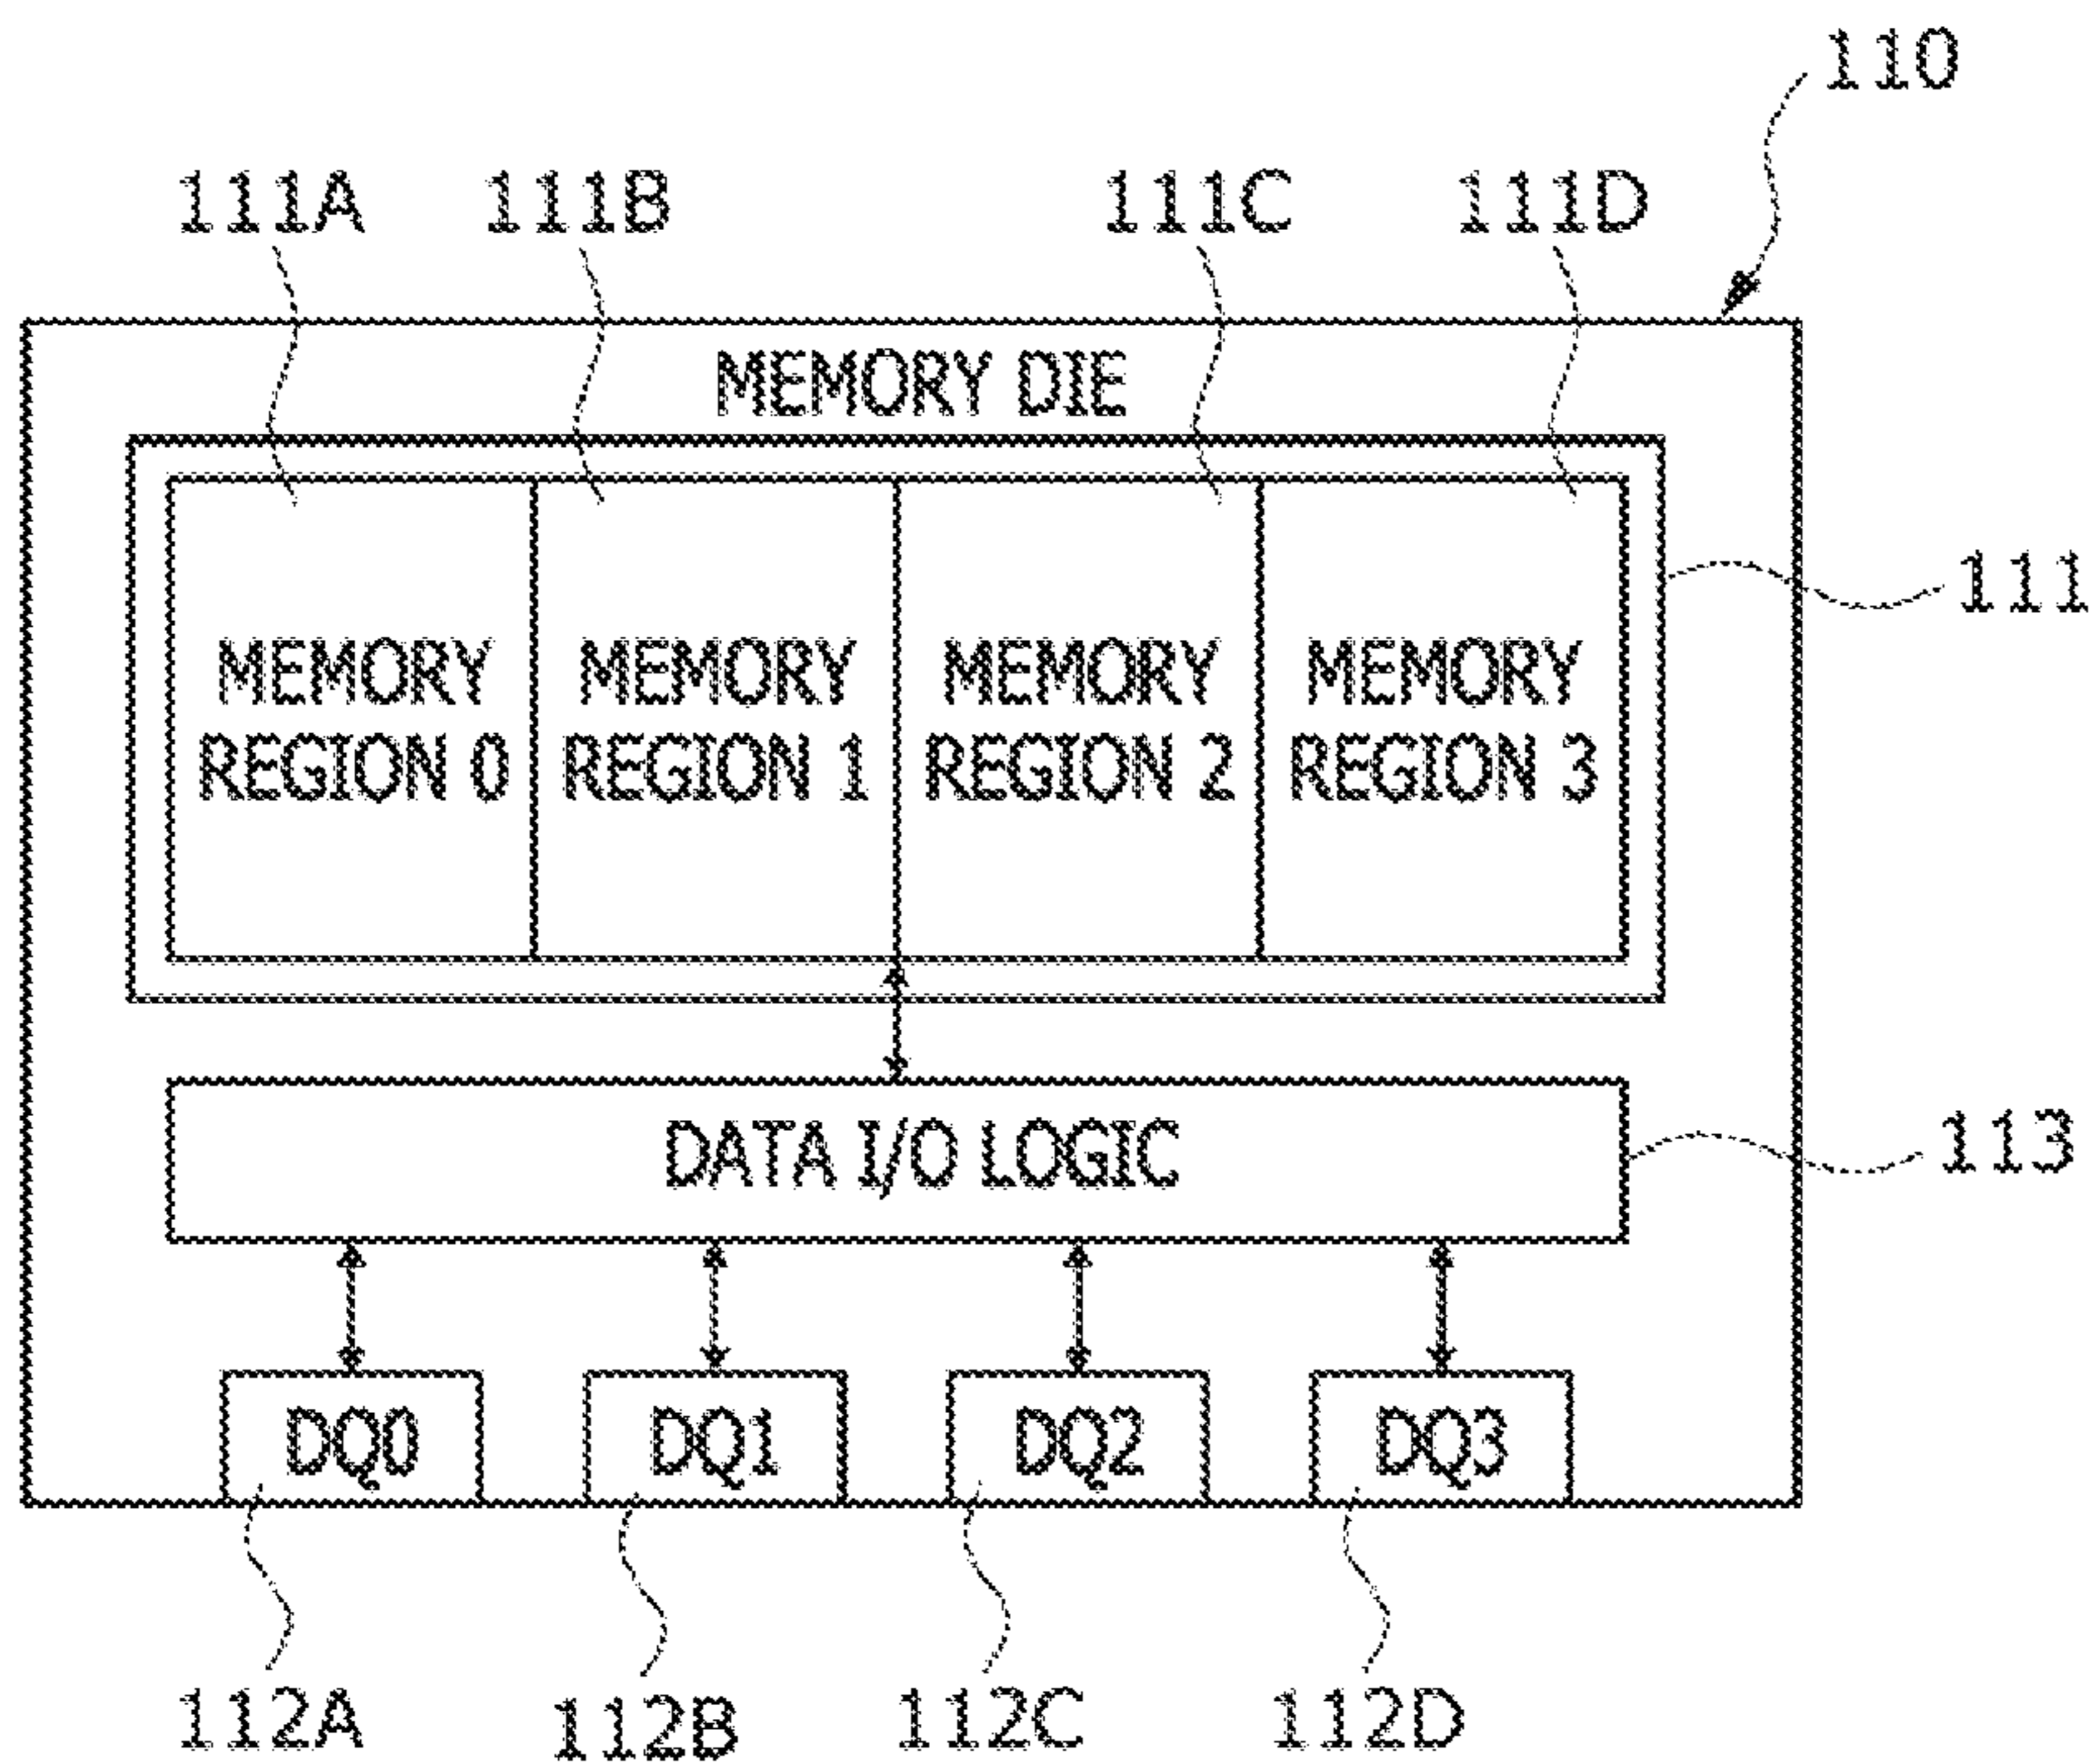 110
111A 111B 111C 111D
MEMORY DIE
111
MEMORY REGION 0
MEMORY REGION 1
MEMORY REGION 2
MEMORY REGION 3
DATA I/O LOGIC
113
DQ0 DQ1 DQ2 DQ3
112A 112B 112C 112D